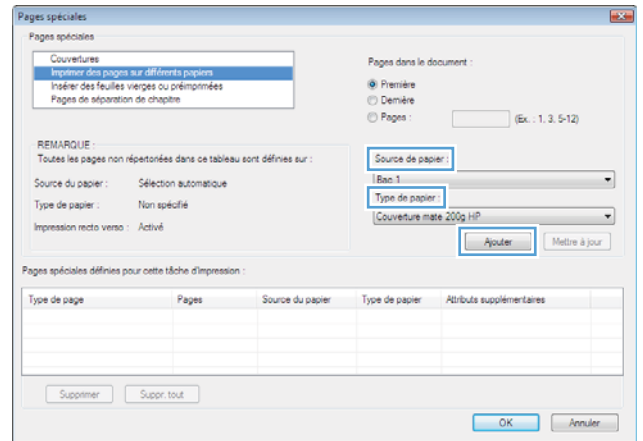 Pages spéciales
Pages spéciales
Couvertures
Imprimer des pages sur différents papiers
Insérer des feuilles vierges ou préimprimées
Pages de séparation de chapitre
Pages dans le document :
Première
Dernière
Pages :
(Ex. : 1, 3, 5-12)
REMARQUE :
Toutes les pages non répertoriées dans ce tableau sont définies sur :
Source du papier : Sélection automatique
Type de papier : Non spécifié
Impression recto verso : Activé
Source de papier :
Bac 1
Type de papier :
Couverture mate 200g HP
Ajouter
Mettre à jour
Pages spéciales définies pour cette tâche d'impression :
Type de page Pages Source du papier Type de papier Attributs supplémentaires
Supprimer Suppr. tout
OK Annuler